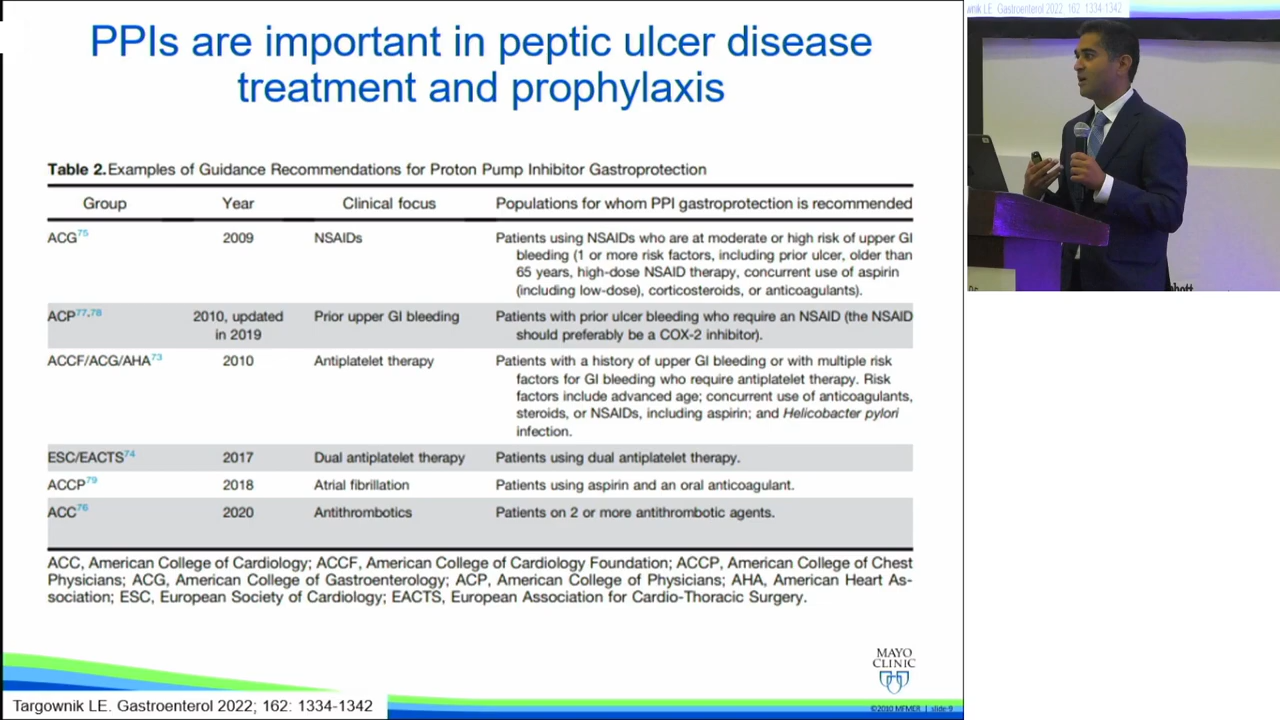 PPIs are important in peptic ulcer disease
treatment and prophylaxis
Table 2. Examples of Guidance Recommendations for Proton Pump Inhibitor Gastroprotection
Group Year Clinical focus Populations for whom PPI gastroprotection is recommended
ACG75 2009 NSAIDs Patients using NSAIDs who are at moderate or high risk of upper GI
bleeding (1 or more risk factors, including prior ulcer, older than
65 years, high-dose NSAID therapy, concurrent use of aspirin
(including low-dose), corticosteroids, or anticoagulants).
ACP77,78 2010, updated Prior upper GI bleeding Patients with prior ulcer bleeding who require an NSAID (the NSAID
in 2019 should preferably be a COX-2 inhibitor).
ACCF/ACG/AHA73 2010 Antiplatelet therapy Patients with a history of upper GI bleeding or with multiple risk
factors for GI bleeding who require antiplatelet therapy. Risk
factors include advanced age; concurrent use of anticoagulants,
steroids, or NSAIDs, including aspirin; and Helicobacter pylori
infection.
ESC/EACTS74 2017 Dual antiplatelet therapy Patients using dual antiplatelet therapy.
ACCP79 2018 Atrial fibrillation Patients using aspirin and an oral anticoagulant.
ACC76 2020 Antithrombotics Patients on 2 or more antithrombotic agents.
ACC, American College of Cardiology; ACCF, American College of Cardiology Foundation; ACCP, American College of Chest
Physicians; ACG, American College of Gastroenterology; ACP, American College of Physicians; AHA, American Heart As-
sociation; ESC, European Society of Cardiology; EACTS, European Association for Cardio-Thoracic Surgery.
MAYO
CLINIC
Targownik LE. Gastroenterol 2022; 162: 1334-1342
©2010 MFMER | slide-9
wnik LE. Gastroenterol 2022; 162: 1334-1342